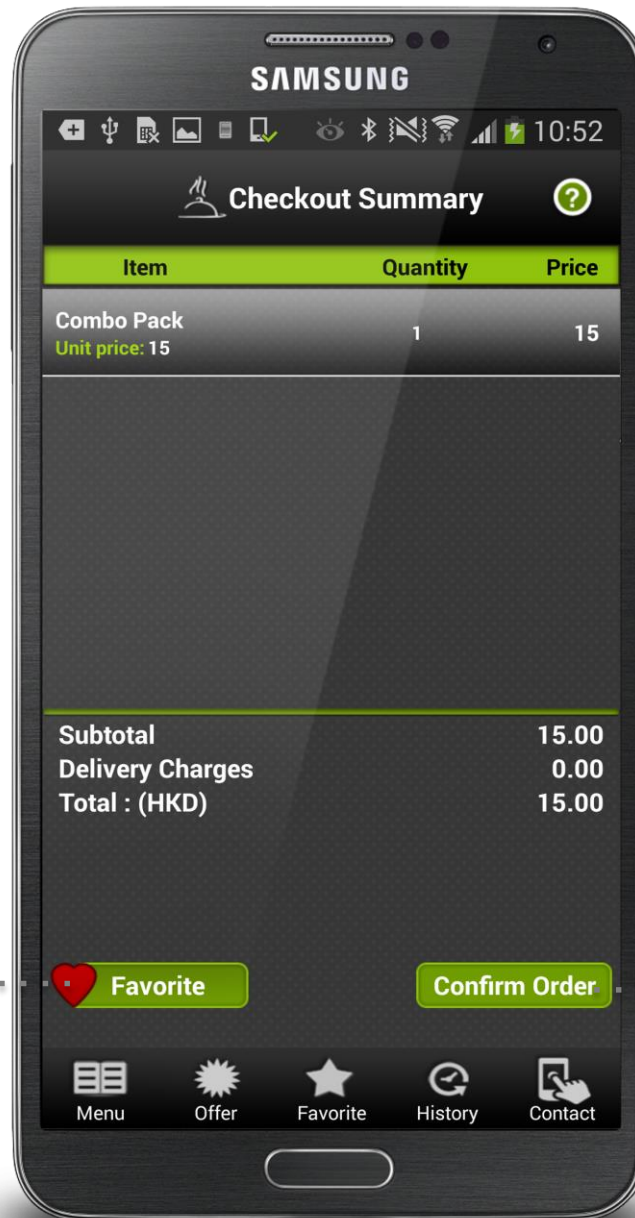 SAMSUNG
10:52
Checkout Summary ?
Item Quantity Price
Combo Pack
Unit price: 15 1 15
Subtotal 15.00
Delivery Charges 0.00
Total : (HKD) 15.00
Favorite Confirm Order
Menu Offer Favorite History Contact